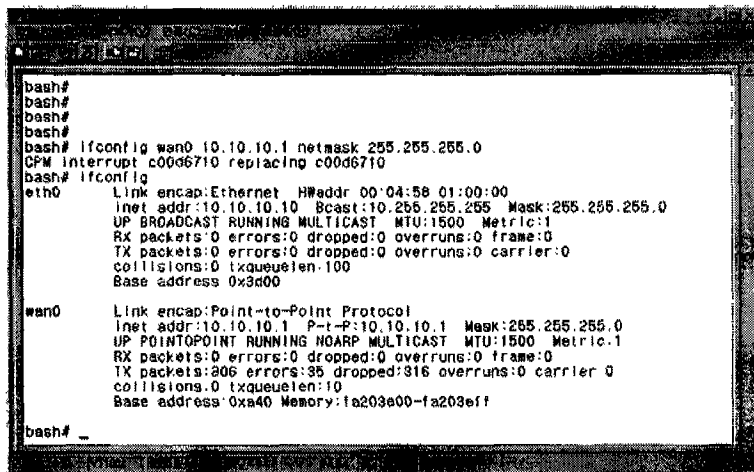 bash#
bash#
bash#
bash#
bash# ifconfig wan0 10.10.10.1 netmask 255.255.255.0
CPM interrupt c00d6710 replacing c00d6710
bash# ifconfig
eth0 Link encap:Ethernet HWaddr 00:04:58 01:00:00
inet addr:10.10.10.10 Bcast:10.255.255.255 Mask:255.255.255.0
UP BROADCAST RUNNING MULTICAST MTU:1500 Metric:1
RX packets:0 errors:0 dropped:0 overruns:0 frame:0
TX packets:0 errors:0 dropped:0 overruns:0 carrier:0
collisions:0 txqueuelen:100
Base address 0x3d00
wan0 Link encap:Point-to-Point Protocol
inet addr:10.10.10.1 P-t-P:10.10.10.1 Mask:255.255.255.0
UP POINTOPOINT RUNNING NOARP MULTICAST MTU:1500 Metric:1
RX packets:0 errors:0 dropped:0 overruns:0 frame:0
TX packets:206 errors:35 dropped:316 overruns:0 carrier 0
collisions:0 txqueuelen:10
Base address:0xa40 Memory:fa203e00-fa203eff
bash# _